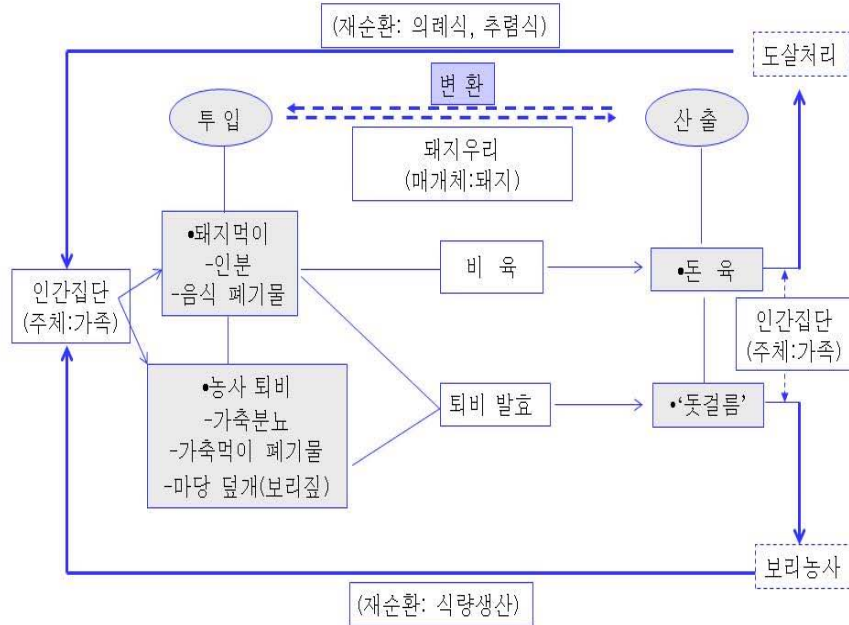 (재순환: 의례식, 추렴식)
도살처리
변 환
투 입
산 출
돼지우리
(매개체:돼지)
•돼지먹이
-인분
-음식 폐기물
비 육
•돈 육
인간집단
(주체:가족)
인간집단
(주체:가족)
•농사 퇴비
-가축분뇨
-가축먹이 폐기물
-마당 덮개(보리짚)
퇴비 발효
•‘돗걸름’
보리농사
(재순환: 식량생산)